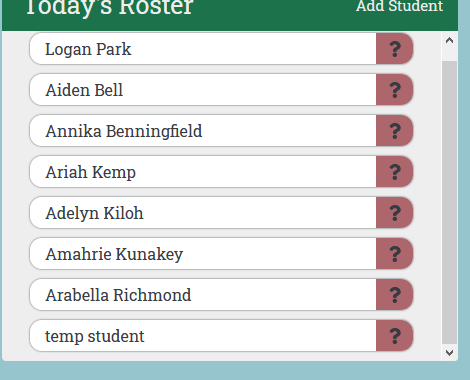 Today's Roster
Add Student
Logan Park
?
Aiden Bell
?
Annika Benningfield
?
Ariah Kemp
?
Adelyn Kiloh
?
Amahrie Kunakey
?
Arabella Richmond
?
temp student
?